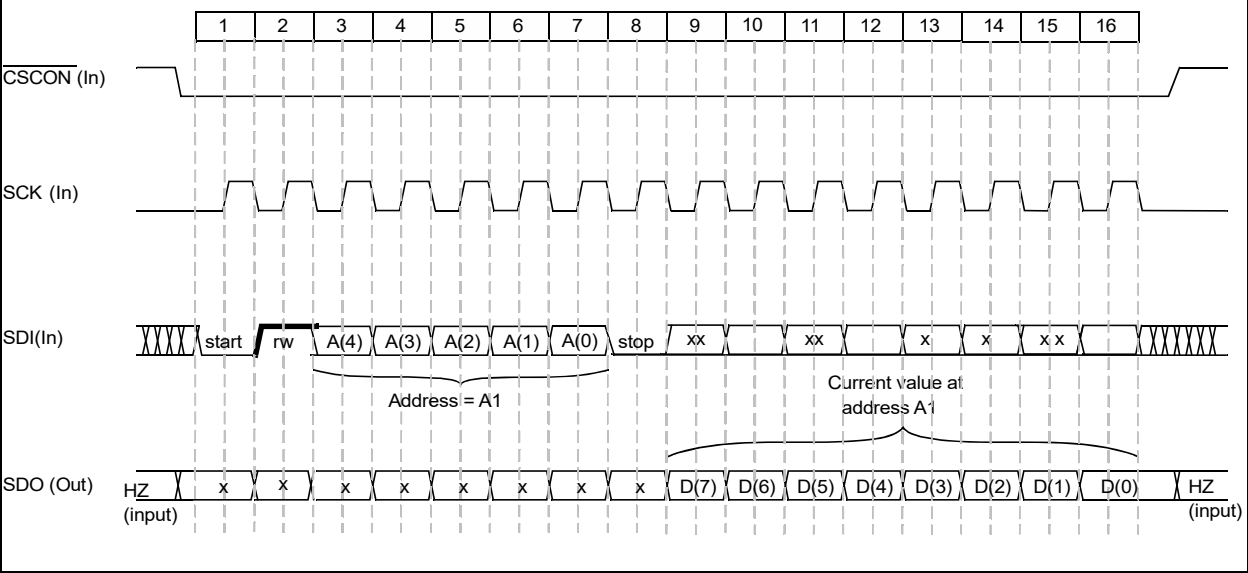 1 2 3 4 5 6 7 8 9 10 11 12 13 14 15 16
CSCON (In)
SCK (In)
SDI(In) start rw A(4) A(3) A(2) A(1) A(0) stop xx xx x x x x
Address = A1
Current value at
address A1
SDO (Out) HZ x x x x x x x x D(7) D(6) D(5) D(4) D(3) D(2) D(1) D(0) HZ
(input) (input)